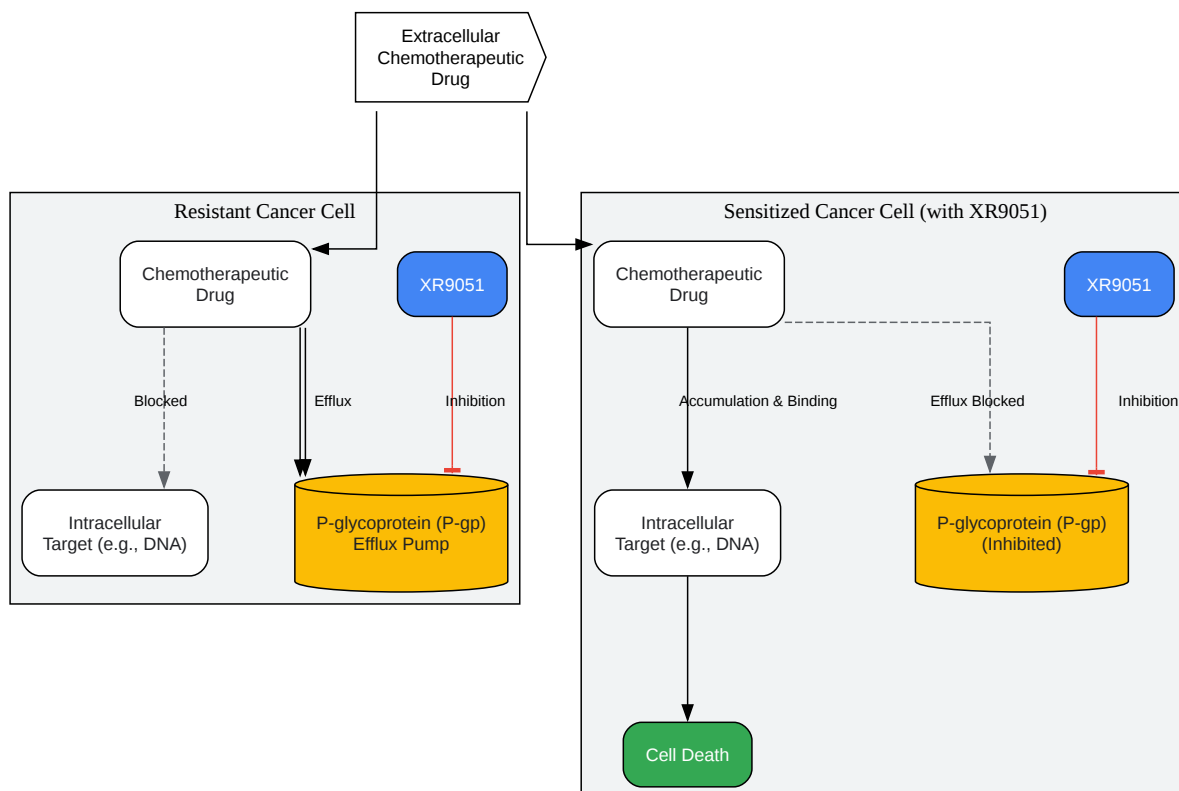 Extracellular
Chemotherapeutic
Drug
Resistant Cancer Cell
Chemotherapeutic
Drug
XR9051
Blocked
Efflux
Inhibition
Intracellular
Target (e.g., DNA)
P-glycoprotein (P-gp)
Efflux Pump
Sensitized Cancer Cell (with XR9051)
Chemotherapeutic
Drug
XR9051
Accumulation & Binding
Efflux Blocked
Inhibition
Intracellular
Target (e.g., DNA)
P-glycoprotein (P-gp)
(Inhibited)
Cell Death